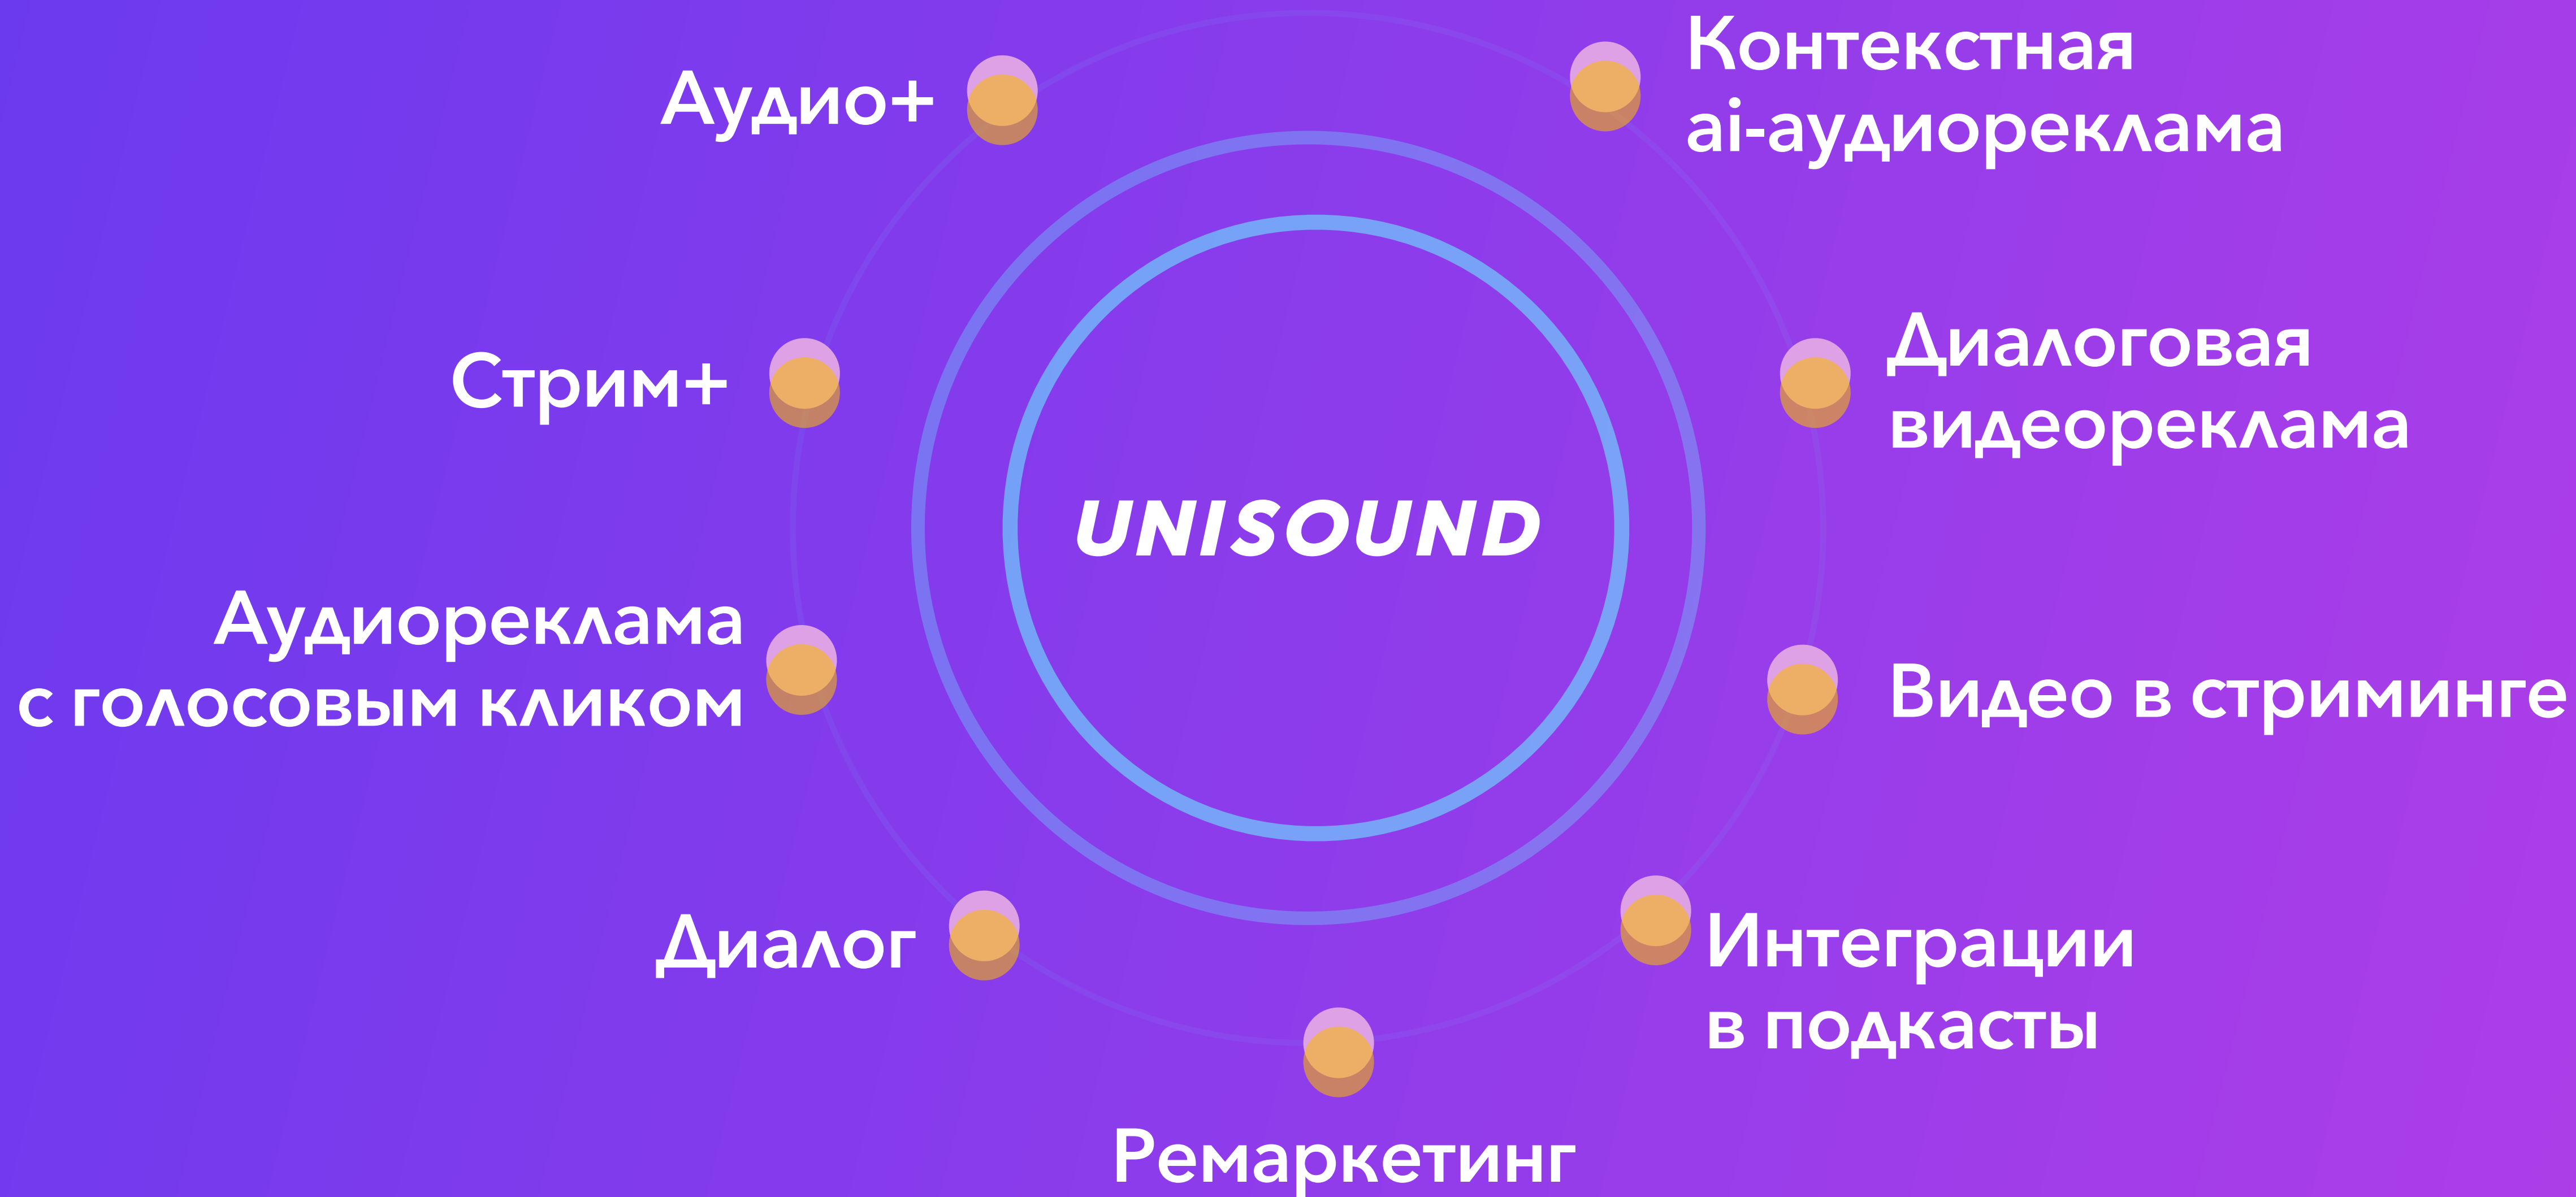 Аудио+
Контекстная
ai-аудиореклама
Стрим+
Диалоговая
видеореклама
UNISOUND
Аудиореклама
с голосовым кликом
Видео в стриминге
Диалог
Интеграции
в подкасты
Ремаркетинг